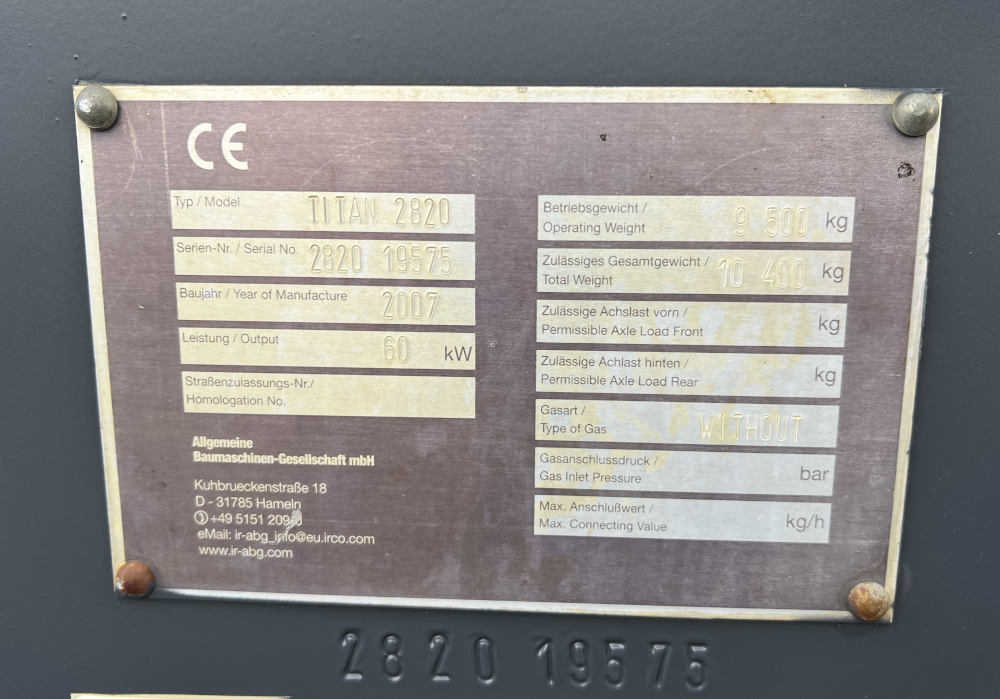 CE
Typ / Model TITAN 2820
Serien-Nr. / Serial No. 2820 19575
Baujahr / Year of Manufacture 2007
Leistung / Output 60 kW
Straßenzulassungs-Nr./
Homologation No.
Allgemeine
Baumaschinen-Gesellschaft mbH
Kuhbrueckenstraße 18
D - 31785 Hameln
+49 5151
eMail: ir-abg_info@eu.irco.com
www.ir-abg.com
Betriebsgewicht /
Operating Weight 9 500 kg
Zulässiges Gesamtgewicht /
Total Weight 10 400 kg
Zulässige Achslast vorn /
Permissible Axle Load Front kg
Zulässige Achlast hinten /
Permissible Axle Load Rear kg
Gasart /
Type of Gas WITHOUT
Gasanschlussdruck /
Gas Inlet Pressure bar
Max. Anschlußwert /
Max. Connecting Value kg/h
2820 19575